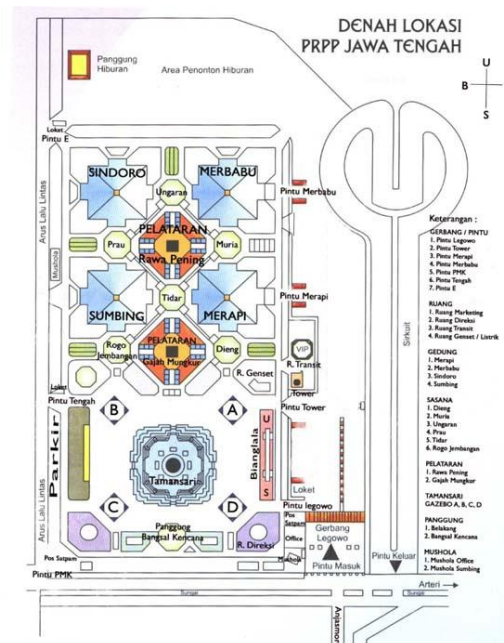 DENAH LOKASI
PRPP JAWA TENGAH
U
B
S
Panggung
Hiburan
Area Penonton Hiburan
Loket
Pintu E
SINDORO
MERBABU
Ungaran
Pintu Merbabu
PELATARAN
Rawa Pening
Prau
Muria
Arus Lalu Lintas
Mushola
Tidar
SUMBING
MERAPI
Pintu Merapi
Sirkuit
PELATARAN
Gajah Mungkur
Rogo
Jembangan
Dieng
VIP
R. Transit
R. Genset
Tower
Loket
Pintu Tengah
Pintu Tower
B
A
Parkir
Tamansari
U
Bianglala
S
Loket
C
D
Pintu legowo
Arus Lalu Lintas
Panggung
Bangsal Kencana
R. Direksi
Pos
Satpam
Office
Mushola
Gerbang
Legowo
Pintu Masuk
Pintu Keluar
Pos Satpam
Pintu PMK
Arteri
Sungai
Sungai
Anjasmoro
Keterangan :
GERBANG / PINTU
1. Pintu Legowo
2. Pintu Tower
3. Pintu Merapi
4. Pintu Merbabu
5. Pintu PMK
6. Pintu Tengah
7. Pintu E
RUANG
1. Ruang Marketing
2. Ruang Direksi
3. Ruang Transit
4. Ruang Genset / Listrik
GEDUNG
1. Merapi
2. Merbabu
3. Sindoro
4. Sumbing
SASANA
1. Dieng
2. Muria
3. Ungaran
4. Prau
5. Tidar
6. Rogo Jembangan
PELATARAN
1. Rawa Pening
2. Gajah Mungkur
TAMANSARI
GAZEBO A, B, C, D
PANGGUNG
1. Belakang
2. Bangsal Kencana
MUSHOLA
1. Mushola Office
2. Mushola Sumbing